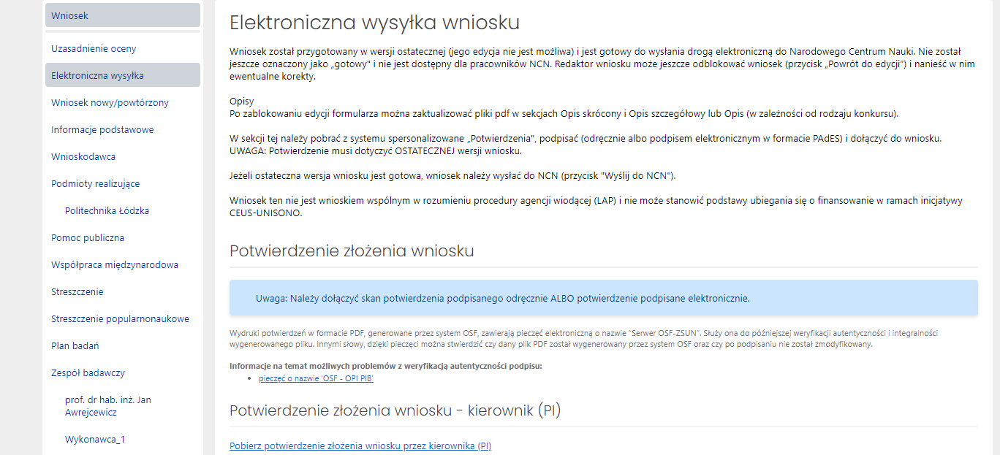 Wniosek
Uzasadnienie oceny
Elektroniczna wysyłka
Wniosek nowy/powtórzony
Informacje podstawowe
Wnioskodawca
Podmioty realizujące
Politechnika Łódzka
Pomoc publiczna
Współpraca międzynarodowa
Streszczenie
Streszczenie popularnonaukowe
Plan badań
Zespół badawczy
prof. dr hab. inż. Jan
Awrejcewicz
Wykonawca_1
Elektroniczna wysyłka wniosku
Wniosek został przygotowany w wersji ostatecznej (jego edycja nie jest możliwa) i jest gotowy do wysłania drogą elektroniczną do Narodowego Centrum Nauki. Nie został
jeszcze oznaczony jako „gotowy" i nie jest dostępny dla pracowników NCN. Redaktor wniosku może jeszcze odblokować wniosek (przycisk „Powrót do edycji") i nanieść w nim
ewentualne korekty.
Opisy
Po zablokowaniu edycji formularza można zaktualizować pliki pdf w sekcjach Opis skrócony i Opis szczegółowy lub Opis (w zależności od rodzaju konkursu).
W sekcji tej należy pobrać z systemu spersonalizowane „Potwierdzenia", podpisać (odręcznie albo podpisem elektronicznym w formacie PAdES) i dołączyć do wniosku.
UWAGA: Potwierdzenie musi dotyczyć OSTATECZNEJ wersji wniosku.
Jeżeli ostateczna wersja wniosku jest gotowa, wniosek należy wysłać do NCN (przycisk "Wyślij do NCN").
Wniosek ten nie jest wnioskiem wspólnym w rozumieniu procedury agencji wiodącej (LAP) i nie może stanowić podstawy ubiegania się o finansowanie w ramach inicjatywy
CEUS-UNISONO.
Potwierdzenie złożenia wniosku
Uwaga: Należy dołączyć skan potwierdzenia podpisanego odręcznie ALBO potwierdzenie podpisane elektronicznie.
Wydruki potwierdzeń w formacie PDF, generowane przez system OSF, zawierają pieczęć elektroniczną o nazwie "Serwer OSF-ZSUN". Służy ona do późniejszej weryfikacji autentyczności i integralności
wygenerowanego pliku. Innymi słowy, dzięki pieczęci można stwierdzić czy dany plik PDF został wygenerowany przez system OSF oraz czy po podpisaniu nie został zmodyfikowany.
Informacje na temat możliwych problemów z weryfikacją autentyczności podpisu:
• pieczęć o nazwie 'OSF - OPI PIB'
Potwierdzenie złożenia wniosku - kierownik (PI)
Pobierz potwierdzenie złożenia wniosku przez kierownika (PI)